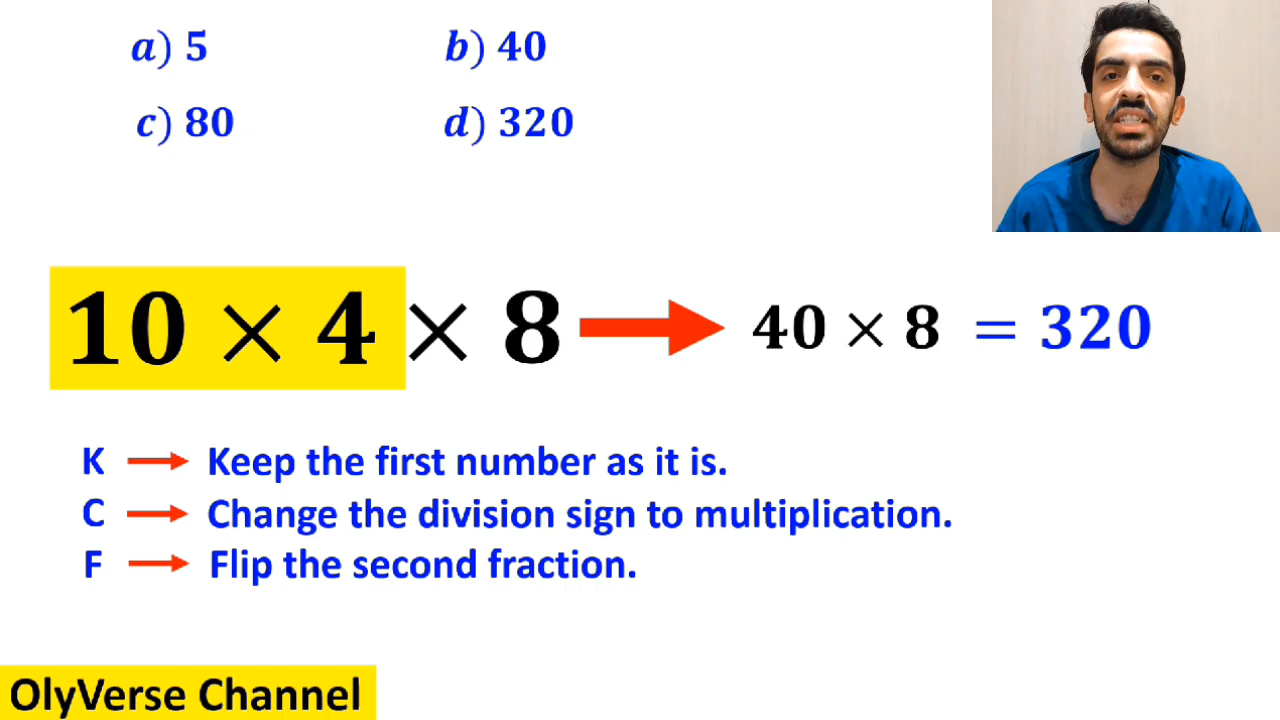 a) 5 b) 40
c) 80 d) 320
10 × 4 × 8 → 40 × 8 = 320
K → Keep the first number as it is.
C → Change the division sign to multiplication.
F → Flip the second fraction.
OlyVerse Channel